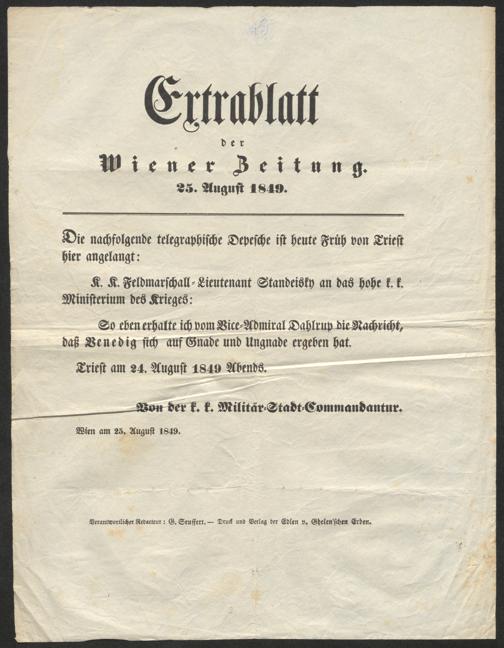 Extrablatt
der
Wiener Zeitung.
25. August 1849.
Die nachfolgende telegraphische Depesche ist heute Früh von Triest
hier angelangt:
K. K. Feldmarschall-Lieutenant Standeisky an das hohe k. k.
Ministerium des Krieges:
So eben erhalte ich vom Vice-Admiral Dahlrup die Nachricht,
daß Venedig sich auf Gnade und Ungnade ergeben hat.
Triest am 24. August 1849 Abends.
Von der k. k. Militär-Stadt-Commandantur.
Wien am 25. August 1849.
Verantwortlicher Redacteur: G. Seuffert. — Druck und Verlag der Edlen v. Ghelen'schen Erben.